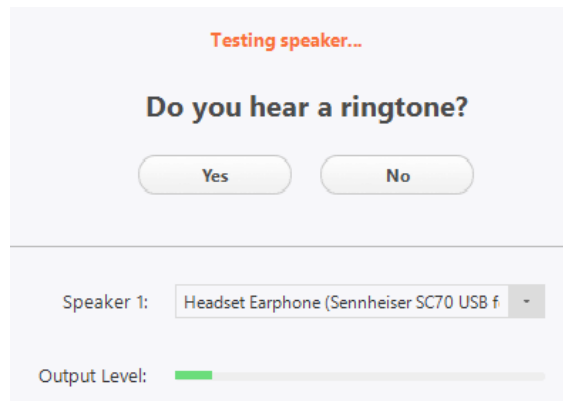 Testing speaker...
Do you hear a ringtone?
Yes No
Speaker 1: Headset Earphone (Sennheiser SC70 USB f
Output Level: